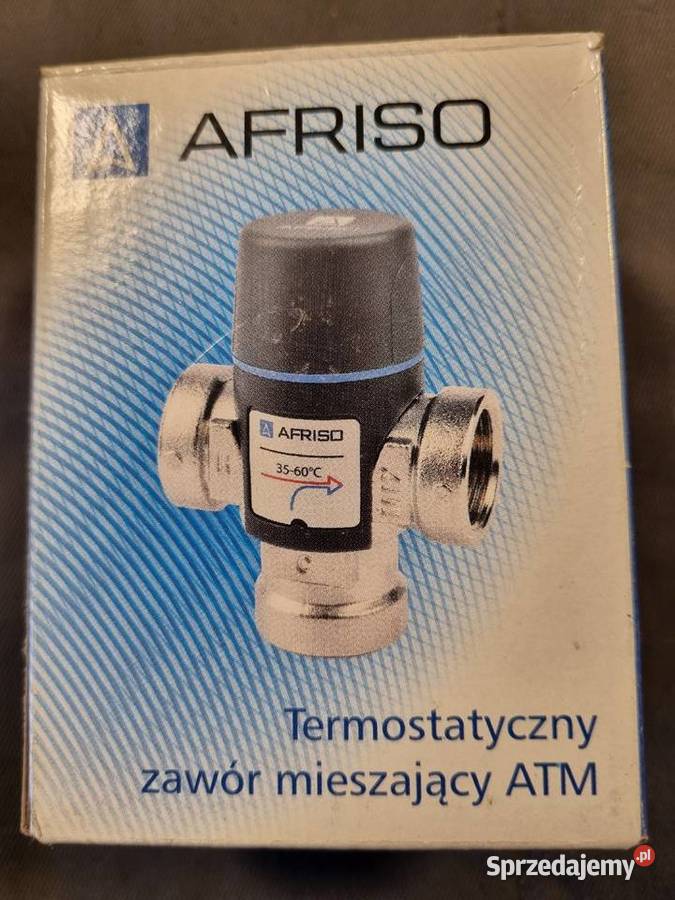 AFRISO
AFRISO
35-60°C
Termostatyczny
zawór mieszający ATM
Sprzedajemy.pl